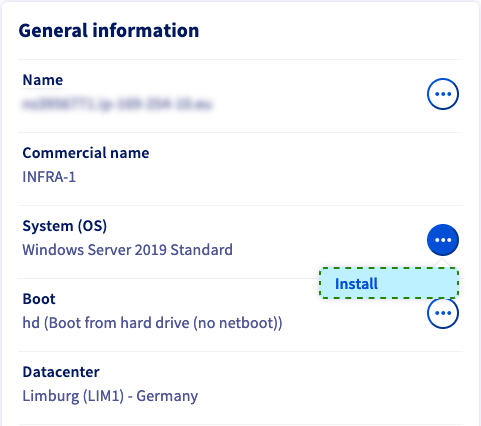 General information
Name
Commercial name
INFRA-1
System (OS)
Windows Server 2019 Standard
Install
Boot
hd (Boot from hard drive (no netboot))
Datacenter
Limburg (LIM1) - Germany